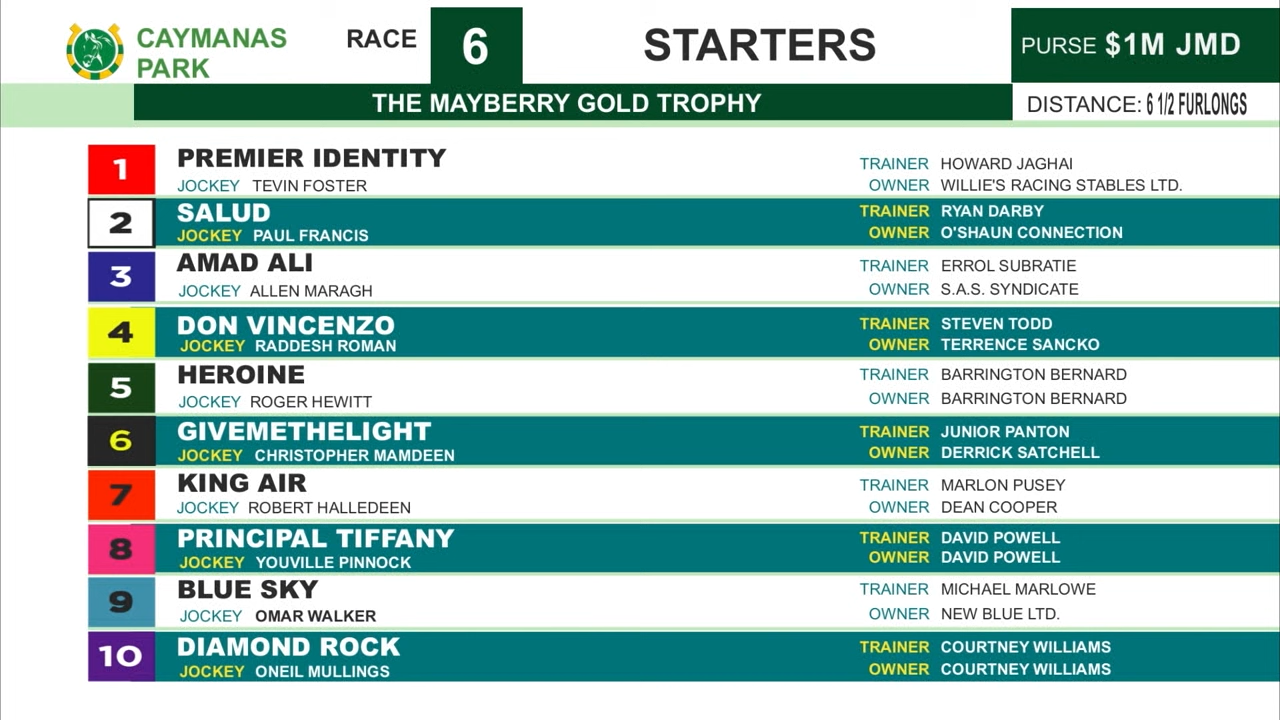 CAYMANAS PARK
RACE 6
STARTERS
PURSE $1M JMD
THE MAYBERRY GOLD TROPHY
DISTANCE: 6 1/2 FURLONGS
1 PREMIER IDENTITY
JOCKEY TEVIN FOSTER
TRAINER HOWARD JAGHAI
OWNER WILLIE'S RACING STABLES LTD.
2 SALUD
JOCKEY PAUL FRANCIS
TRAINER RYAN DARBY
OWNER O'SHAUN CONNECTION
3 AMAD ALI
JOCKEY ALLEN MARAGH
TRAINER ERROL SUBRATIE
OWNER S.A.S. SYNDICATE
4 DON VINCENZO
JOCKEY RADDESH ROMAN
TRAINER STEVEN TODD
OWNER TERRENCE SANCKO
5 HEROINE
JOCKEY ROGER HEWITT
TRAINER BARRINGTON BERNARD
OWNER BARRINGTON BERNARD
6 GIVEMETHELIGHT
JOCKEY CHRISTOPHER MAMDEEN
TRAINER JUNIOR PANTON
OWNER DERRICK SATCHELL
7 KING AIR
JOCKEY ROBERT HALLEDEEN
TRAINER MARLON PUSEY
OWNER DEAN COOPER
8 PRINCIPAL TIFFANY
JOCKEY YOUVILLE PINNOCK
TRAINER DAVID POWELL
OWNER DAVID POWELL
9 BLUE SKY
JOCKEY OMAR WALKER
TRAINER MICHAEL MARLOWE
OWNER NEW BLUE LTD.
10 DIAMOND ROCK
JOCKEY ONEIL MULLINGS
TRAINER COURTNEY WILLIAMS
OWNER COURTNEY WILLIAMS